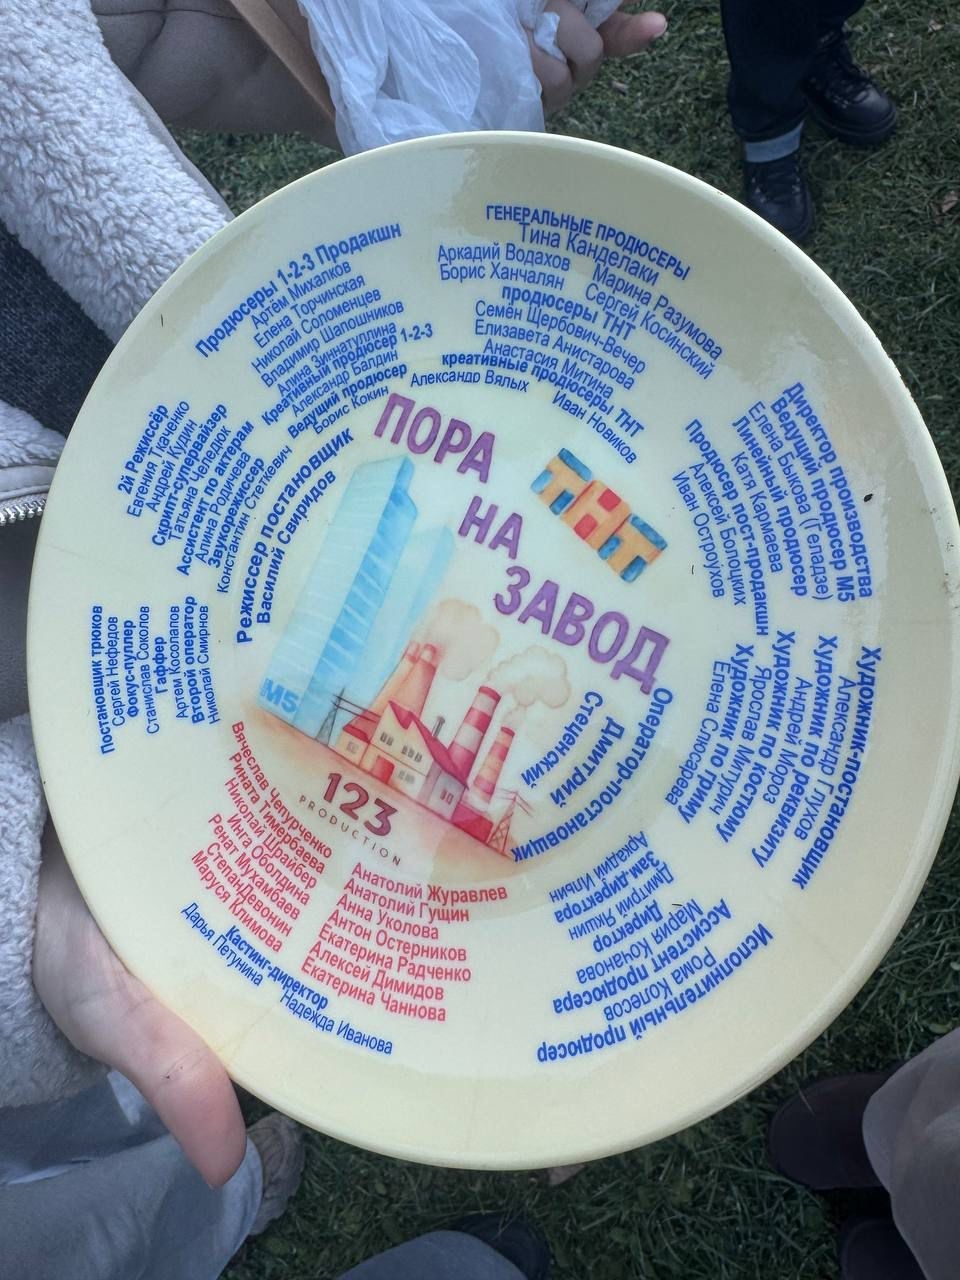 ГЕНЕРАЛЬНЫЕ ПРОДЮСЕРЫ
Тина Канделаки
Аркадий Водахов Марина Разумова
Борис Ханчалян Сергей Косинский
продюсеры ТНТ
Семён Щербович-Вечер
Елизавета Анистарова
Анастасия Митина
креативные продюсеры ТНТ
Александр Вялых Иван Новиков
Директор производства
Ведущий продюсер М5
Елена Быкова (Геладзе)
Линейный продюсер
Катя Кармаева
продюсер пост-продакшн
Алексей Болоцких
Иван Остроухов
Художник-постановщик
Александр Глухов
Художник по реквизиту
Андрей Мороз
Художник по костюму
Ярослав Митугрич
Художник по гриму
Елена Слюсарева
Исполнительный продюсер
Рома Колесов
Ассистент продюсера
Мария Кочанова
Директор
Дмитрий Якшин
Зам.директора
Аркадий Ильин
Оператор-постановщик
Дмитрий
Стеценский
Анатолий Журавлев
Анатолий Гущин
Анна Уколова
Антон Остерников
Екатерина Радченко
Алексей Димидов
Екатерина Чаннова
Вячеслав Чепурченко
Рината Тимербаева
Николай Шрайбер
Инга Оболдина
Ренат Мухамбаев
СтепанДевонин
Маруся Климова
Кастинг-директор
Дарья Петунина Надежда Иванова
Постановщик трюков
Сергей Нефедов
Фокус-пуллер
Станислав Соколов
Гаффер
Артем Косолапов
Второй оператор
Николай Смирнов
2й Режиссёр
Евгения Ткаченко
Андрей Кудин
Скрипт-супервайзер
Татьяна Челедюк
Ассистент по актерам
Алина Родичева
Звукорежиссер
Константин Стеткевич
Режиссер постановщик
Василий Свиридов
Продюсеры 1-2-3 Продакшн
Артём Михалков
Елена Торчинская
Николай Соломенцев
Владимир Шапошников
Алина Зиннатуллина
Креативный продюсер 1-2-3
Александр Балдин
Ведущий продюсер
Борис Кокин
ПОРА
НА
ЗАВОД
ТНТ
М5
123
PRODUCTION